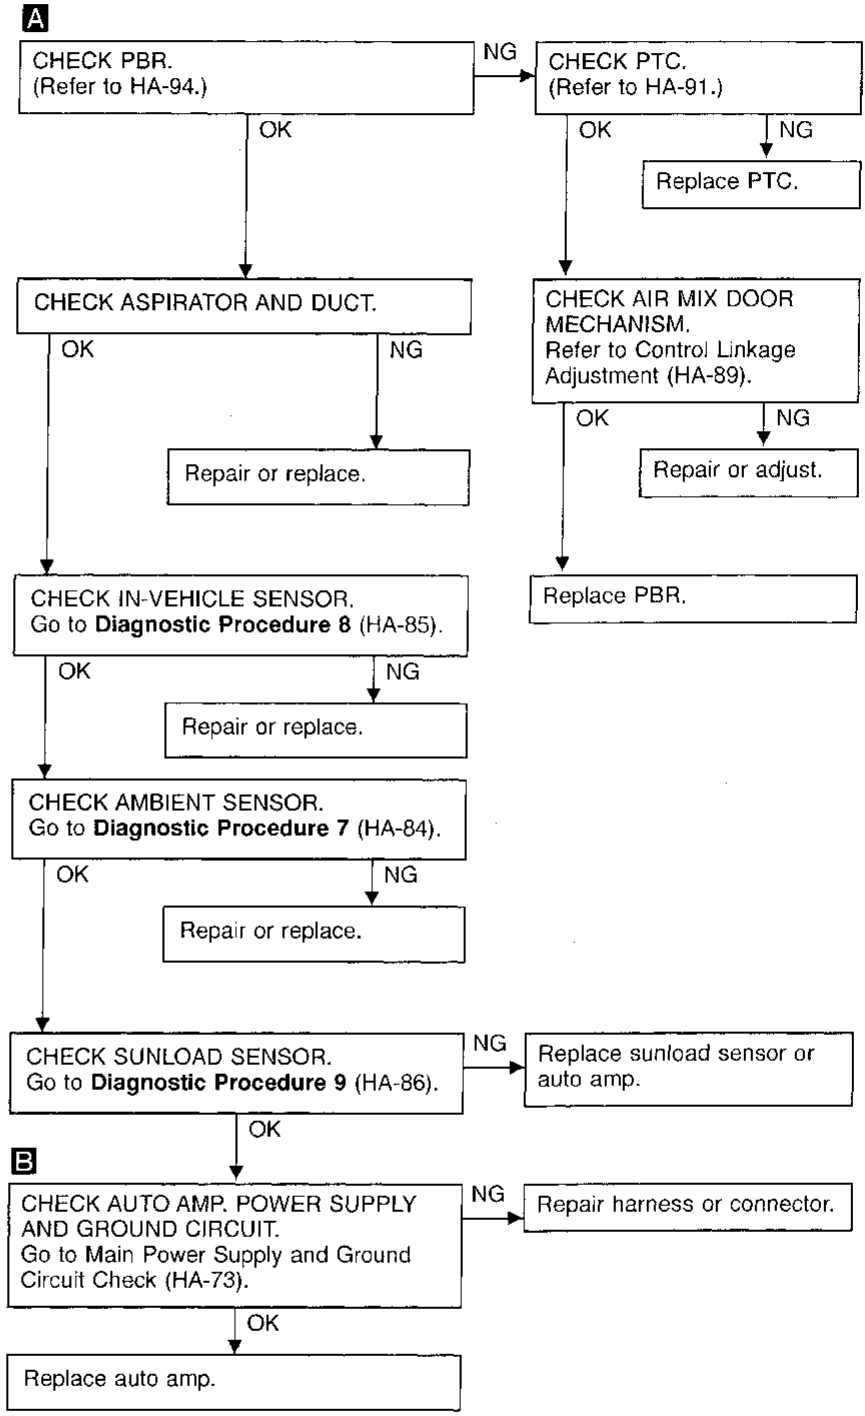 A
CHECK PBR.
(Refer to HA-94.)
NG
CHECK PTC.
(Refer to HA-91.)
OK
OK
NG
Replace PTC.
CHECK ASPIRATOR AND DUCT.
OK
NG
Repair or replace.
CHECK AIR MIX DOOR
MECHANISM.
Refer to Control Linkage
Adjustment (HA-89).
OK
NG
Repair or adjust.
Replace PBR.
CHECK IN-VEHICLE SENSOR.
Go to Diagnostic Procedure 8 (HA-85).
OK
NG
Repair or replace.
CHECK AMBIENT SENSOR.
Go to Diagnostic Procedure 7 (HA-84).
OK
NG
Repair or replace.
CHECK SUNLOAD SENSOR.
Go to Diagnostic Procedure 9 (HA-86).
NG
Replace sunload sensor or
auto amp.
OK
B
CHECK AUTO AMP. POWER SUPPLY
AND GROUND CIRCUIT.
Go to Main Power Supply and Ground
Circuit Check (HA-73).
NG
Repair harness or connector.
OK
Replace auto amp.